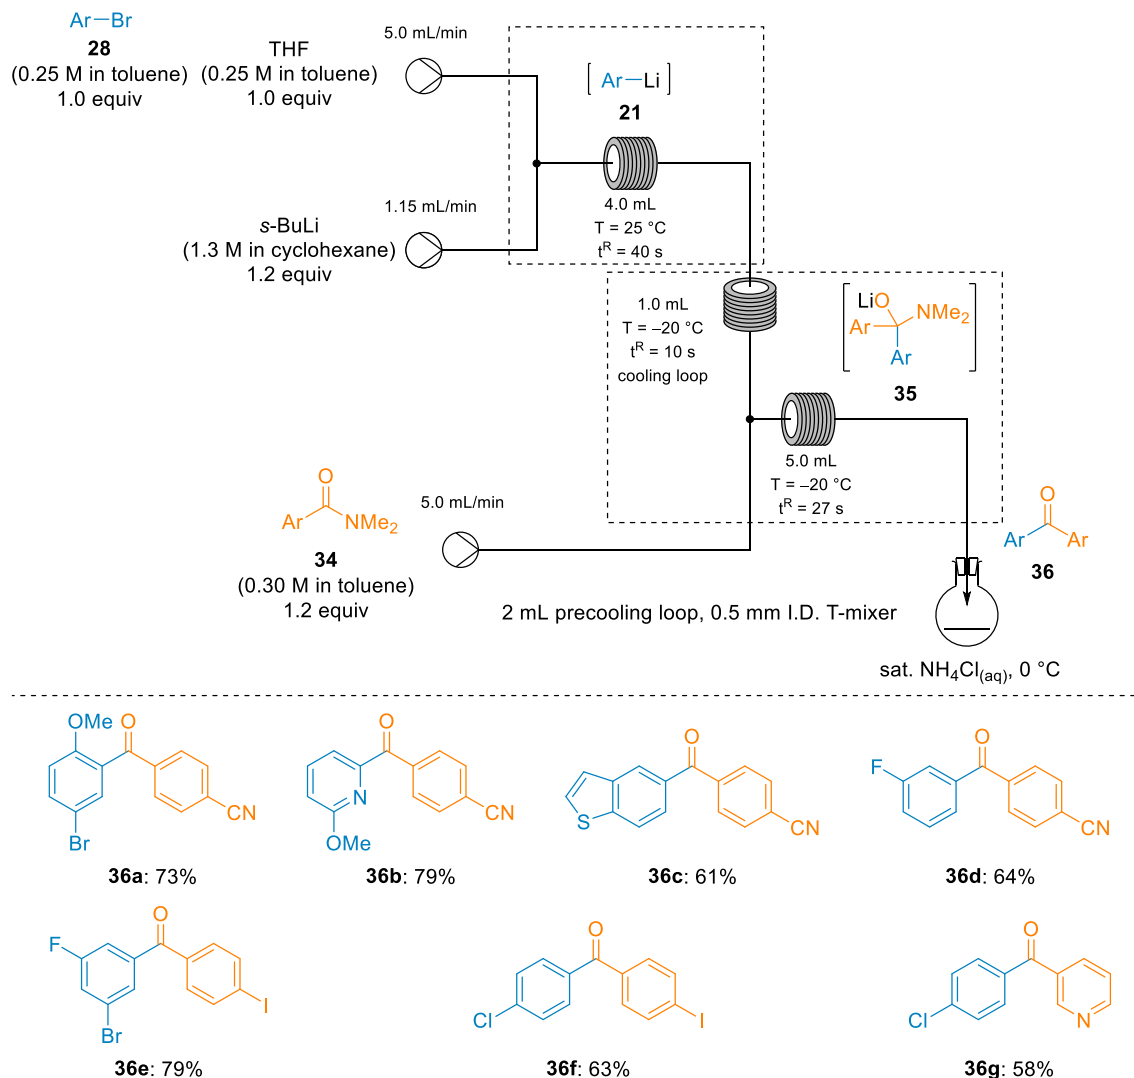 Ar–Br
28
(0.25 M in toluene)
1.0 equiv
THF
(0.25 M in toluene)
1.0 equiv
5.0 mL/min
[Ar–Li]
21
4.0 mL
T = 25 °C
tR = 40 s
1.15 mL/min
s-BuLi
(1.3 M in cyclohexane)
1.2 equiv
1.0 mL
T = –20 °C
tR = 10 s
cooling loop
LiO
NMe2
Ar
Ar
35
5.0 mL
T = –20 °C
tR = 27 s
O
Ar
NMe2
34
(0.30 M in toluene)
1.2 equiv
5.0 mL/min
O
Ar
Ar
36
2 mL precooling loop, 0.5 mm I.D. T-mixer
sat. NH4Cl(aq), 0 °C
OMe
O
Br
CN
36a: 73%
O
N
OMe
CN
36b: 79%
O
S
CN
36c: 61%
O
F
CN
36d: 64%
O
F
Br
I
36e: 79%
O
Cl
I
36f: 63%
O
Cl
N
36g: 58%